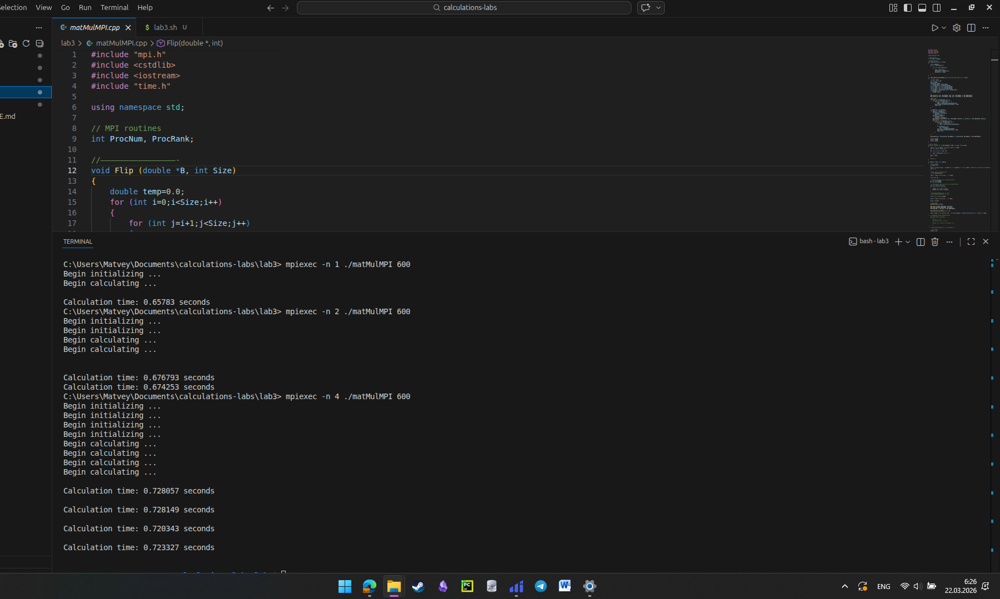 Selection View Go Run Terminal Help
calculations-labs
matMulMPI.cpp
lab3.sh U
lab3 > matMulMPI.cpp > Flip(double *, int)
E.md
1 #include "mpi.h"
2 #include <cstdlib>
3 #include <iostream>
4 #include "time.h"
5
6 using namespace std;
7
8 // MPI routines
9 int ProcNum, ProcRank;
10
11 //————————————————-
12 void Flip (double *B, int Size)
13 {
14 double temp=0.0;
15 for (int i=0;i<Size;i++)
16 {
17 for (int j=i+1;j<Size;j++)
TERMINAL
bash - lab3
C:\Users\Matvey\Documents\calculations-labs\lab3> mpiexec -n 1 ./matMulMPI 600
Begin initializing ...
Begin calculating ...
Calculation time: 0.65783 seconds
C:\Users\Matvey\Documents\calculations-labs\lab3> mpiexec -n 2 ./matMulMPI 600
Begin initializing ...
Begin initializing ...
Begin calculating ...
Begin calculating ...
Calculation time: 0.676793 seconds
Calculation time: 0.674253 seconds
C:\Users\Matvey\Documents\calculations-labs\lab3> mpiexec -n 4 ./matMulMPI 600
Begin initializing ...
Begin initializing ...
Begin initializing ...
Begin initializing ...
Begin calculating ...
Begin calculating ...
Begin calculating ...
Begin calculating ...
Calculation time: 0.728057 seconds
Calculation time: 0.728149 seconds
Calculation time: 0.720343 seconds
Calculation time: 0.723327 seconds
PC
W
ENG
6:26
22.03.2026